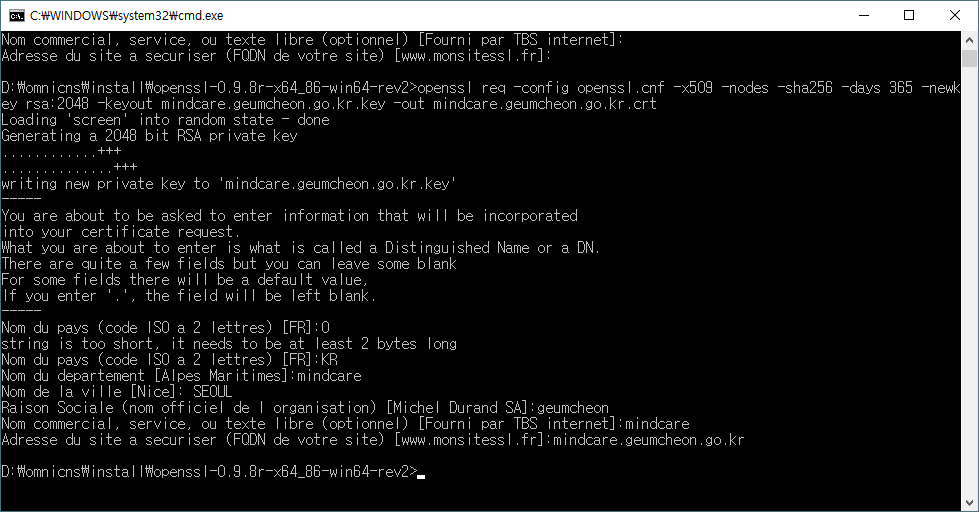 C:₩WINDOWS₩system32₩cmd.exe
Nom commercial, service, ou texte libre (optionnel) [Fourni par TBS internet]:
Adresse du site a securiser (FQDN de votre site) [www.monsitessl.fr]:
D:₩omnicns₩install₩openssl-0.9.8r-x64_86-win64-rev2>openssl req -config openssl.cnf -x509 -nodes -sha256 -days 365 -newk
ey rsa:2048 -keyout mindcare.geumcheon.go.kr.key -out mindcare.geumcheon.go.kr.crt
Loading 'screen' into random state - done
Generating a 2048 bit RSA private key
............+++
..............+++
writing new private key to 'mindcare.geumcheon.go.kr.key'
-----
You are about to be asked to enter information that will be incorporated
into your certificate request.
What you are about to enter is what is called a Distinguished Name or a DN.
There are quite a few fields but you can leave some blank
For some fields there will be a default value,
If you enter '.', the field will be left blank.
-----
Nom du pays (code ISO a 2 lettres) [FR]:0
string is too short, it needs to be at least 2 bytes long
Nom du pays (code ISO a 2 lettres) [FR]:KR
Nom du departement [Alpes Maritimes]:mindcare
Nom de la ville [Nice]: SEOUL
Raison Sociale (nom officiel de l organisation) [Michel Durand SA]:geumcheon
Nom commercial, service, ou texte libre (optionnel) [Fourni par TBS internet]:mindcare
Adresse du site a securiser (FQDN de votre site) [www.monsitessl.fr]:mindcare.geumcheon.go.kr
D:₩omnicns₩install₩openssl-0.9.8r-x64_86-win64-rev2>